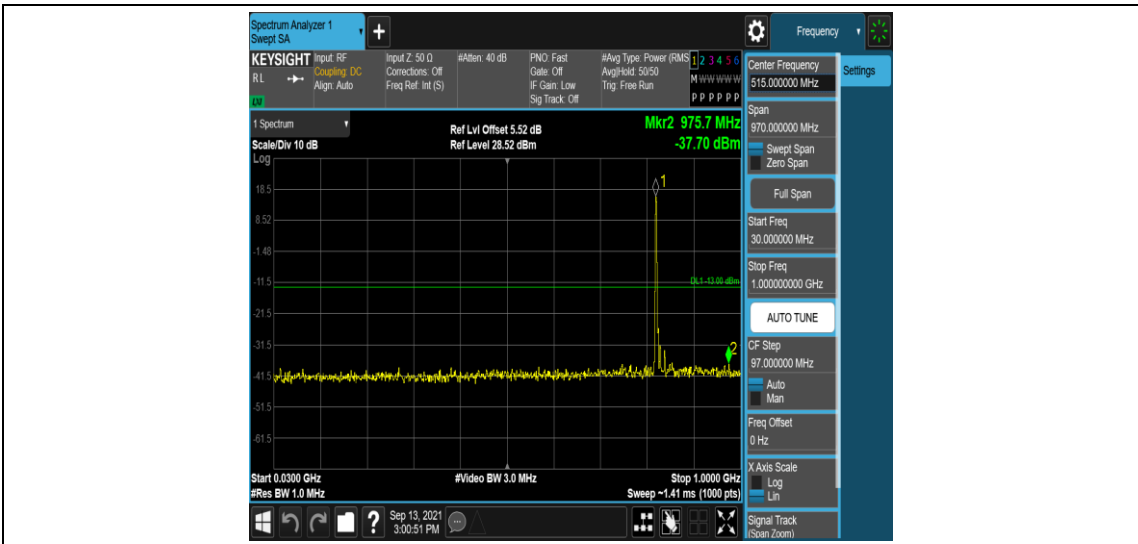 Spectrum Analyzer 1
Swept SA
Frequency
KEYSIGHT
RL
LXI
Input: RF
Coupling: DC
Align: Auto
Input Z: 50 Ω
Corrections: Off
Freq Ref: Int (S)
#Atten: 40 dB
PNO: Fast
Gate: Off
IF Gain: Low
Sig Track: Off
#Avg Type: Power (RMS
Avg|Hold: 50/50
Trig: Free Run
1 2 3 4 5 6
M W W W W W
P P P P P P
1 Spectrum
Scale/Div 10 dB
Log
Ref Lvl Offset 5.52 dB
Ref Level 28.52 dBm
Mkr2 975.7 MHz
-37.70 dBm
18.5
8.52
-1.48
-11.5
-21.5
-31.5
-41.5
-51.5
-61.5
1
DL1 -13.00 dBm
2
Start 0.0300 GHz
#Res BW 1.0 MHz
#Video BW 3.0 MHz
Stop 1.0000 GHz
Sweep ~1.41 ms (1000 pts)
Center Frequency
515.000000 MHz
Settings
Span
970.000000 MHz
Swept Span
Zero Span
Full Span
Start Freq
30.000000 MHz
Stop Freq
1.000000000 GHz
AUTO TUNE
CF Step
97.000000 MHz
Auto
Man
Freq Offset
0 Hz
X Axis Scale
Log
Lin
Signal Track
(Span Zoom)
?
Sep 13, 2021
3:00:51 PM